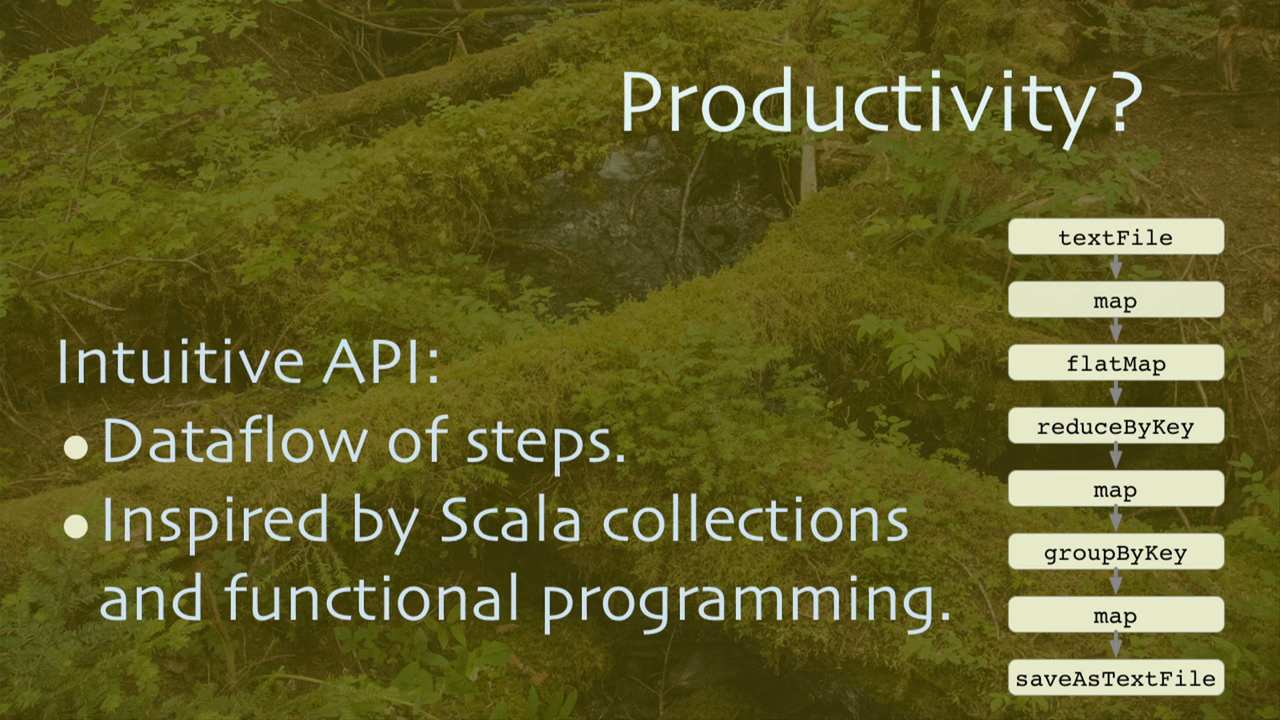 Productivity?
Intuitive API:
● Dataflow of steps.
● Inspired by Scala collections
and functional programming.
textFile
map
flatMap
reduceByKey
map
groupByKey
map
saveAsTextFile